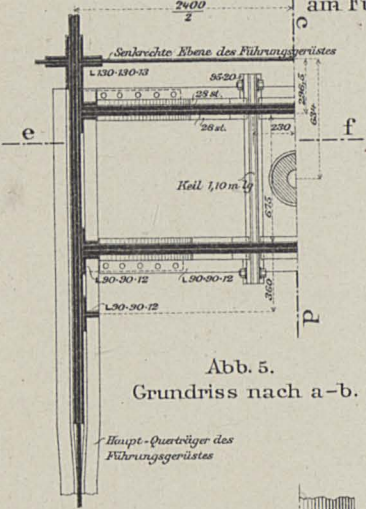 2400
2
am Fü
c
Senkrechte Ebene des Führungsgerüstes
∟130·130·13
95·20
28 st.
28 st.
296,5
634
e
f
230
Keil 1,10 m lg
675
∟90·90·12
∟90·90·12
360
∟90·90·12
d
Abb. 5.
Grundriss nach a-b.
Haupt-Querträger des
Führungsgerüstes